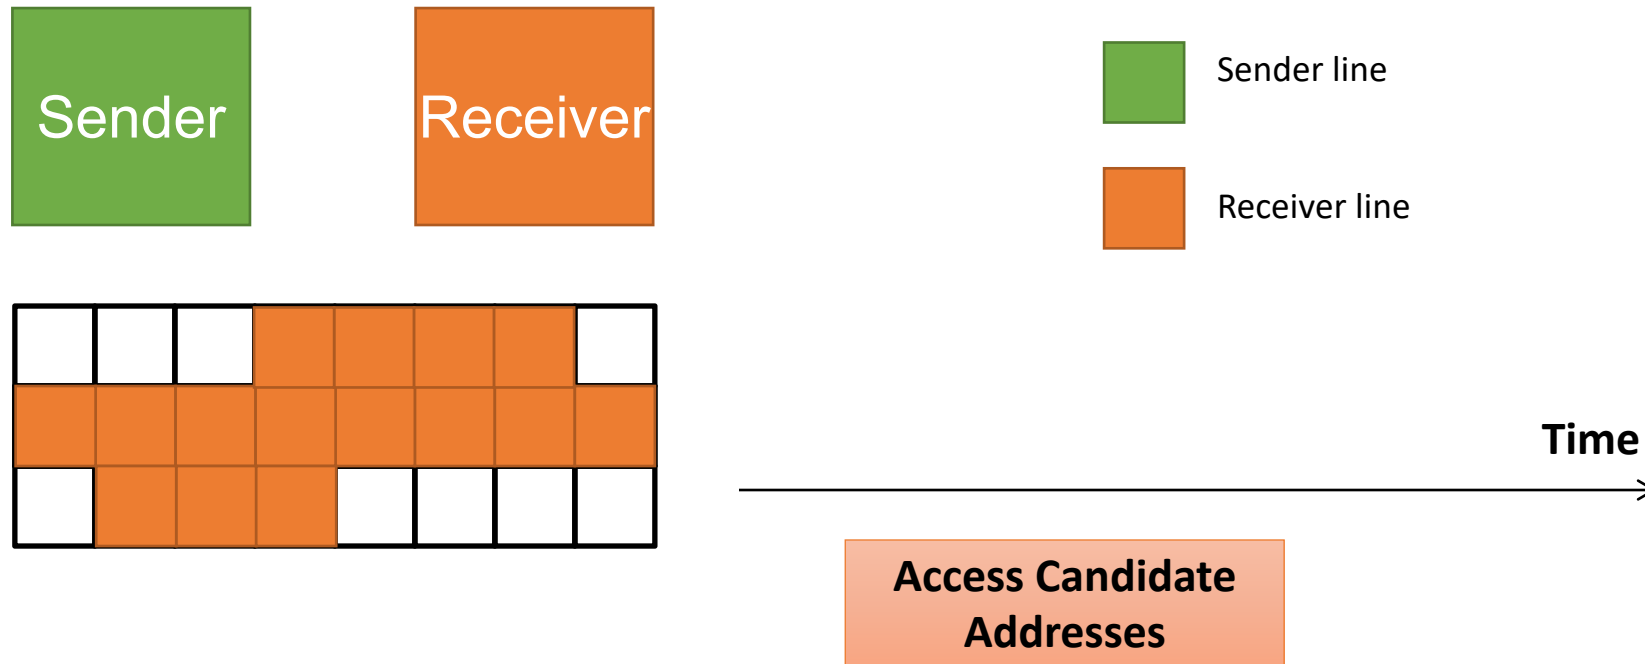 Sender
Receiver
Sender line
Receiver line
Time
Access Candidate
Addresses